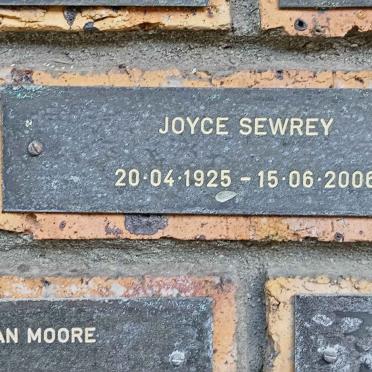 JOYCE SEWREY
20·04·1925 - 15·06·2006
AN MOORE